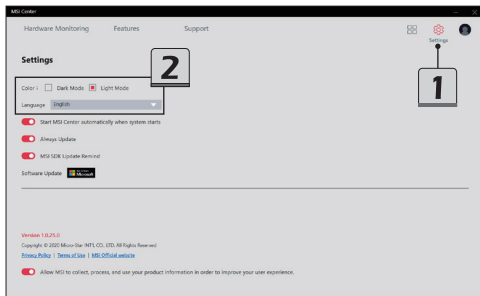 MSI Center
Hardware Monitoring Features Support
Settings
Settings
2
1
Color : Dark Mode Light Mode
Language English
Start MSI Center automatically when system starts
Always Update
MSI SDK Update Remind
Software Update Microsoft
Version 1.0.25.0
Copyright © 2020 Micro-Star INT'L CO., LTD. All Rights Reserved
Privacy Policy | Terms of Use | MSI Official website
Allow MSI to collect, process, and use your product information in order to improve your user experience.